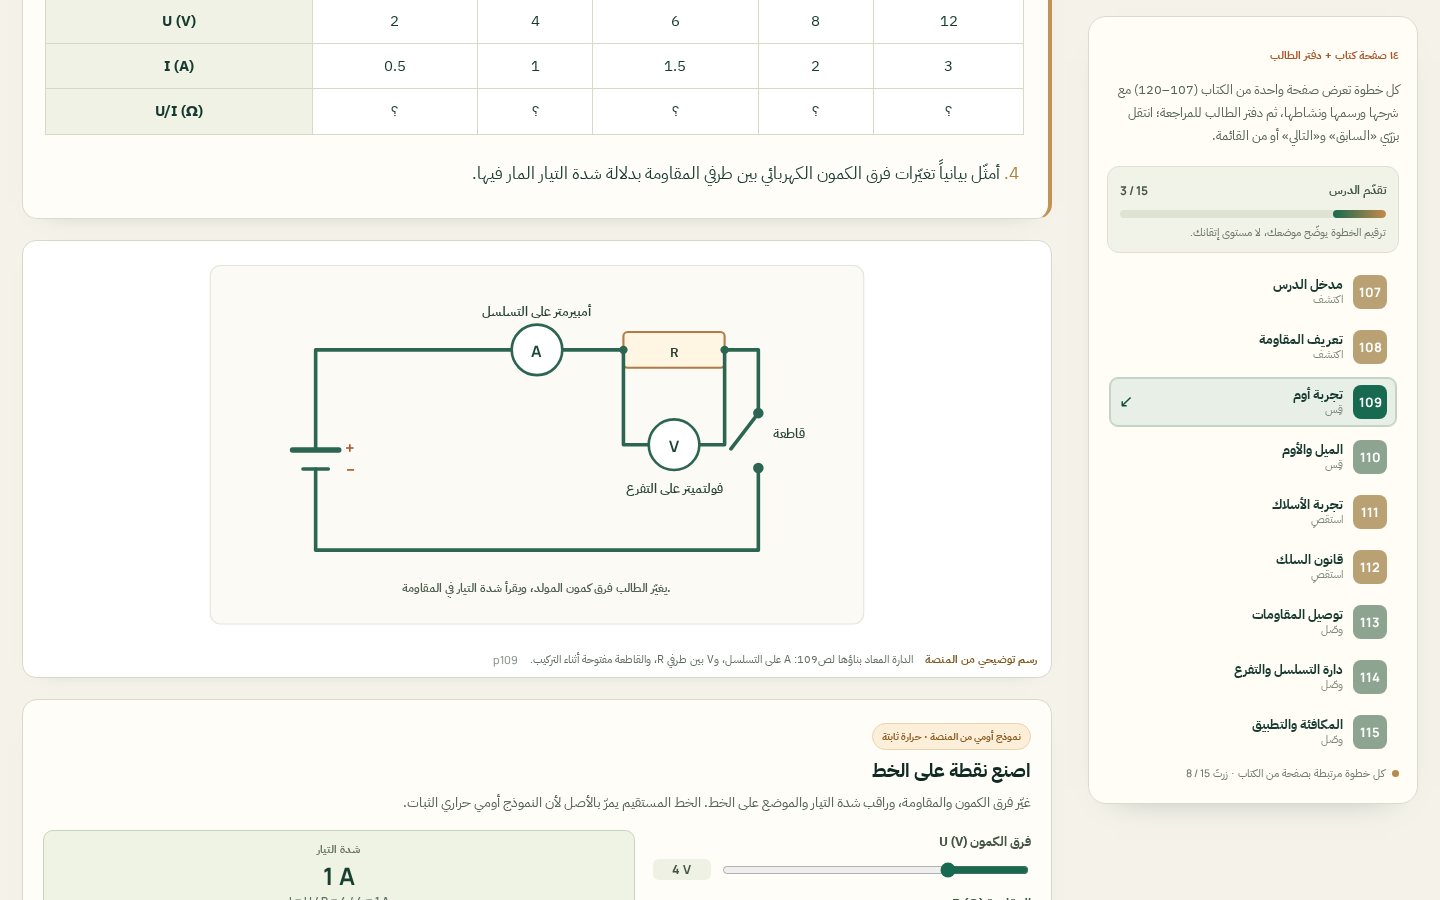 ١٤ صفحة كتاب + دفتر الطالب
كل خطوة تعرض صفحة واحدة من الكتاب (107–120) مع
شرحها ورسمها ونشاطها، ثم دفتر الطالب للمراجعة؛ انتقل
بزرّي «السابق» و«التالي» أو من القائمة.
تقدّم الدرس 3 / 15
ترقيم الخطوة يوضّح موضعك، لا مستوى إتقانك.
107 مدخل الدرس
اكتشف
108 تعريف المقاومة
اكتشف
109 تجربة أوم ↙
قِس
110 الميل والأوم
قِس
111 تجربة الأسلاك
استقصِ
112 قانون السلك
استقصِ
113 توصيل المقاومات
وصّل
114 دارة التسلسل والتفرع
وصّل
115 المكافئة والتطبيق
وصّل
كل خطوة مرتبطة بصفحة من الكتاب · زرتَ 8 / 15
U (V) 2 4 6 8 12
I (A) 0.5 1 1.5 2 3
U/I (Ω) ؟ ؟ ؟ ؟ ؟
4. أمثّل بيانياً تغيّرات فرق الكمون الكهربائي بين طرفي المقاومة بدلالة شدة التيار المار فيها.
أمبيرمتر على التسلسل
A
R
+
−
V
قاطعة
فولتميتر على التفرع
يغيّر الطالب فرق كمون المولد، ويقرأ شدة التيار في المقاومة.
رسم توضيحي من المنصة الدارة المعاد بناؤها لص109: A على التسلسل، وV بين طرفي R، والقاطعة مفتوحة أثناء التركيب. p109
نموذج أومي من المنصة · حرارة ثابتة
اصنع نقطة على الخط
غيّر فرق الكمون والمقاومة، وراقب شدة التيار والموضع على الخط. الخط المستقيم يمرّ بالأصل لأن النموذج أومي حراري الثبات.
فرق الكمون U (V)
4 V
شدة التيار
1 A